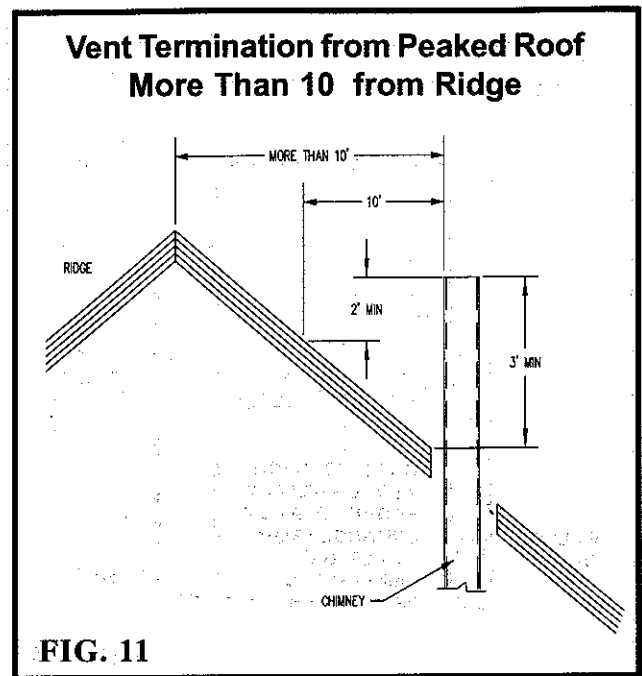 Vent Termination from Peaked Roof
More Than 10 from Ridge
MORE THAN 10'
10'
RIDGE
2' MIN
3' MIN
CHIMNEY
FIG. 11